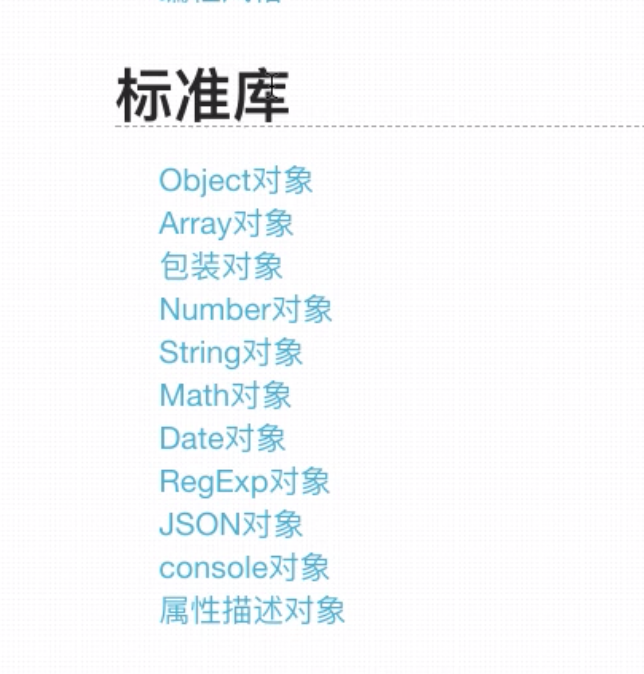 标准库
Object对象
Array对象
包装对象
Number对象
String对象
Math对象
Date对象
RegExp对象
JSON对象
console对象
属性描述对象